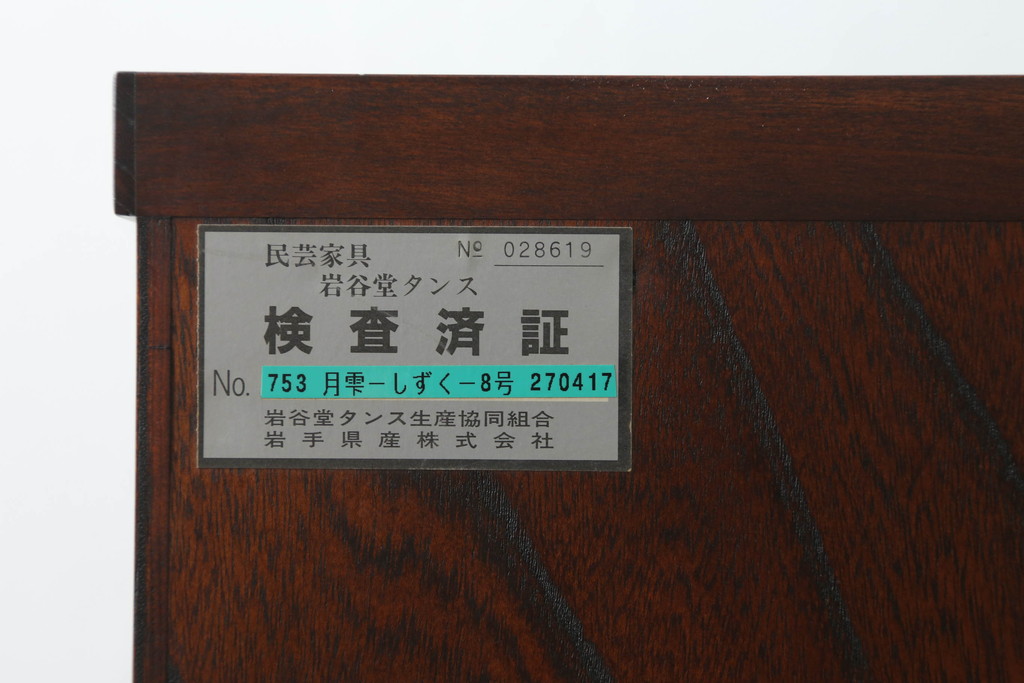 民芸家具 № 028619
岩谷堂タンス
検査済証
No. 753 月雫-しずく-8号 270417
岩谷堂タンス生産協同組合
岩手県産株式会社